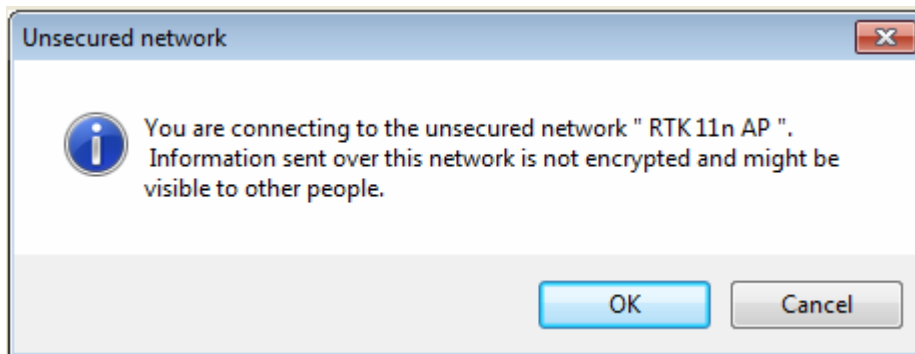 Unsecured network
You are connecting to the unsecured network " RTK 11n AP ".
Information sent over this network is not encrypted and might be
visible to other people.
OK
Cancel